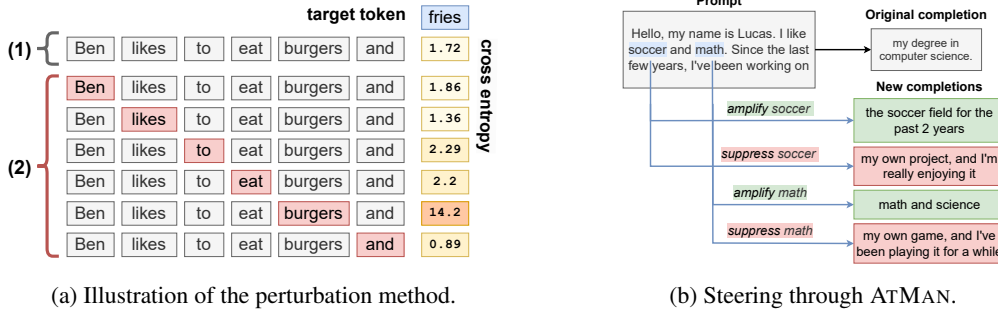 target token fries
(1) Ben likes to eat burgers and 1.72
Ben likes to eat burgers and 1.86
Ben likes to eat burgers and 1.36
Ben likes to eat burgers and 2.29
(2)
Ben likes to eat burgers and 2.2
Ben likes to eat burgers and 14.2
Ben likes to eat burgers and 0.89
cross entropy
(a) Illustration of the perturbation method.
Prompt
Hello, my name is Lucas. I like
soccer and math. Since the last
few years, I've been working on
Original completion
my degree in
computer science.
New completions
amplify soccer
the soccer field for the
past 2 years
suppress soccer
my own project, and I'm
really enjoying it
amplify math
math and science
suppress math
my own game, and I've
been playing it for a while
(b) Steering through ATMAN.